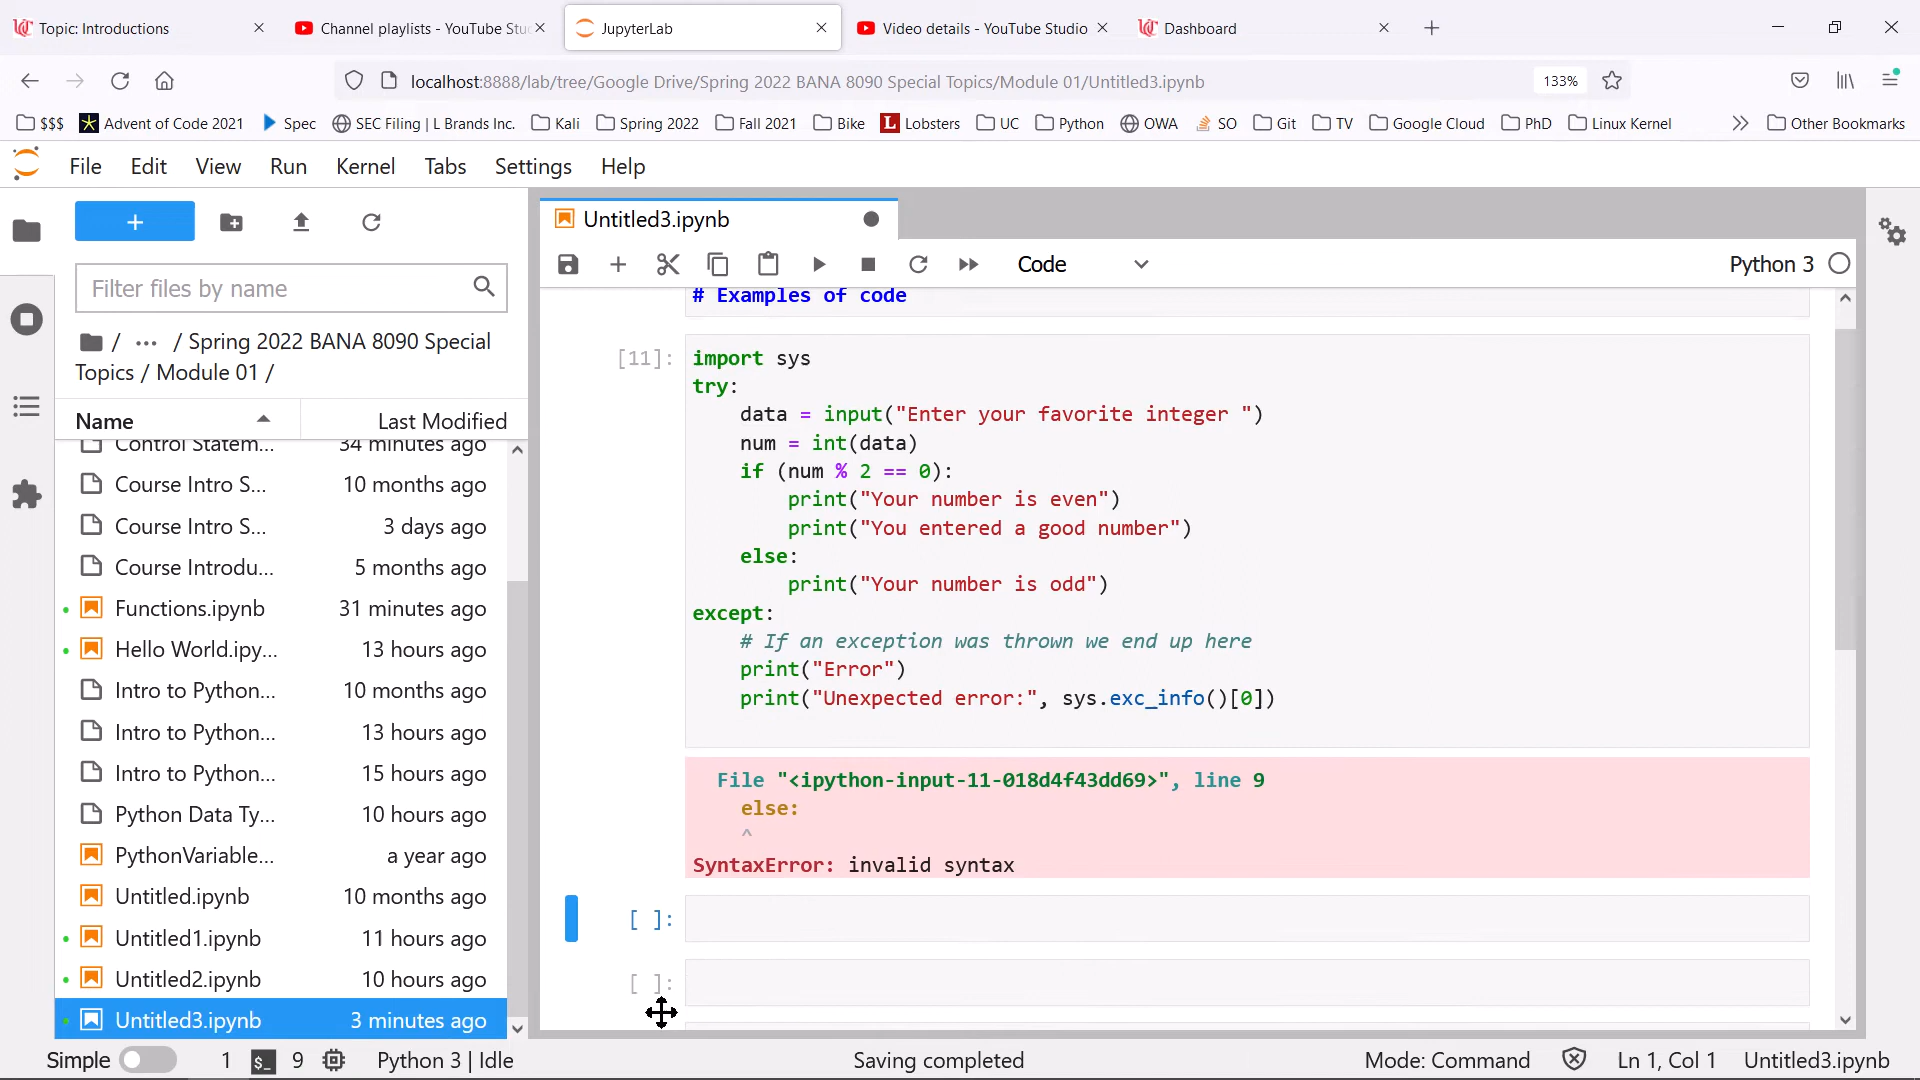 Topic: Introductions
Channel playlists - YouTube Stu
JupyterLab
Video details - YouTube Studio
Dashboard
localhost:8888/lab/tree/Google Drive/Spring 2022 BANA 8090 Special Topics/Module 01/Untitled3.ipynb
133%
$$$ Advent of Code 2021 Spec SEC Filing | L Brands Inc. Kali Spring 2022 Fall 2021 Bike Lobsters UC Python OWA SO Git TV Google Cloud PhD Linux Kernel Other Bookmarks
File Edit View Run Kernel Tabs Settings Help
+
Filter files by name
/ ... / Spring 2022 BANA 8090 Special
Topics / Module 01 /
Name Last Modified
Control Statem... 34 minutes ago
Course Intro S... 10 months ago
Course Intro S... 3 days ago
Course Introdu... 5 months ago
Functions.ipynb 31 minutes ago
Hello World.ipy... 13 hours ago
Intro to Python... 10 months ago
Intro to Python... 13 hours ago
Intro to Python... 15 hours ago
Python Data Ty... 10 hours ago
PythonVariable... a year ago
Untitled.ipynb 10 months ago
Untitled1.ipynb 11 hours ago
Untitled2.ipynb 10 hours ago
Untitled3.ipynb 3 minutes ago
Untitled3.ipynb
Code
Python 3
# Examples of code
[11]:
import sys
try:
    data = input("Enter your favorite integer ")
    num = int(data)
    if (num % 2 == 0):
        print("Your number is even")
        print("You entered a good number")
    else:
        print("Your number is odd")
except:
    # If an exception was thrown we end up here
    print("Error")
    print("Unexpected error:", sys.exc_info()[0])
File "<ipython-input-11-018d4f43dd69>", line 9
    else:
    ^
SyntaxError: invalid syntax
[ ]:
[ ]:
Simple 1 $_ 9 Python 3 | Idle Saving completed Mode: Command Ln 1, Col 1 Untitled3.ipynb